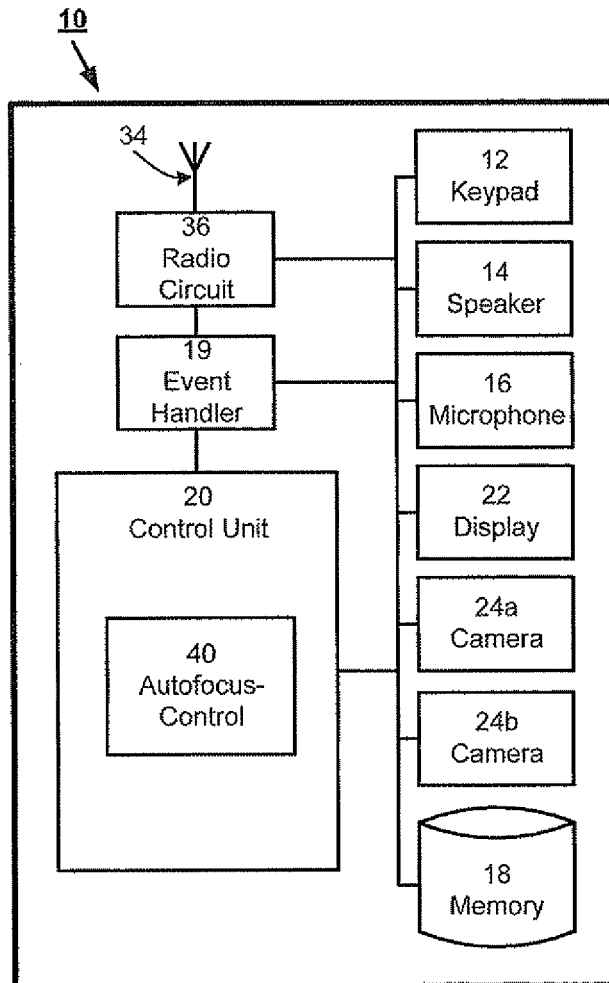 10
34
36
Radio
Circuit
19
Event
Handler
20
Control Unit
40
Autofocus-
Control
12
Keypad
14
Speaker
16
Microphone
22
Display
24a
Camera
24b
Camera
18
Memory